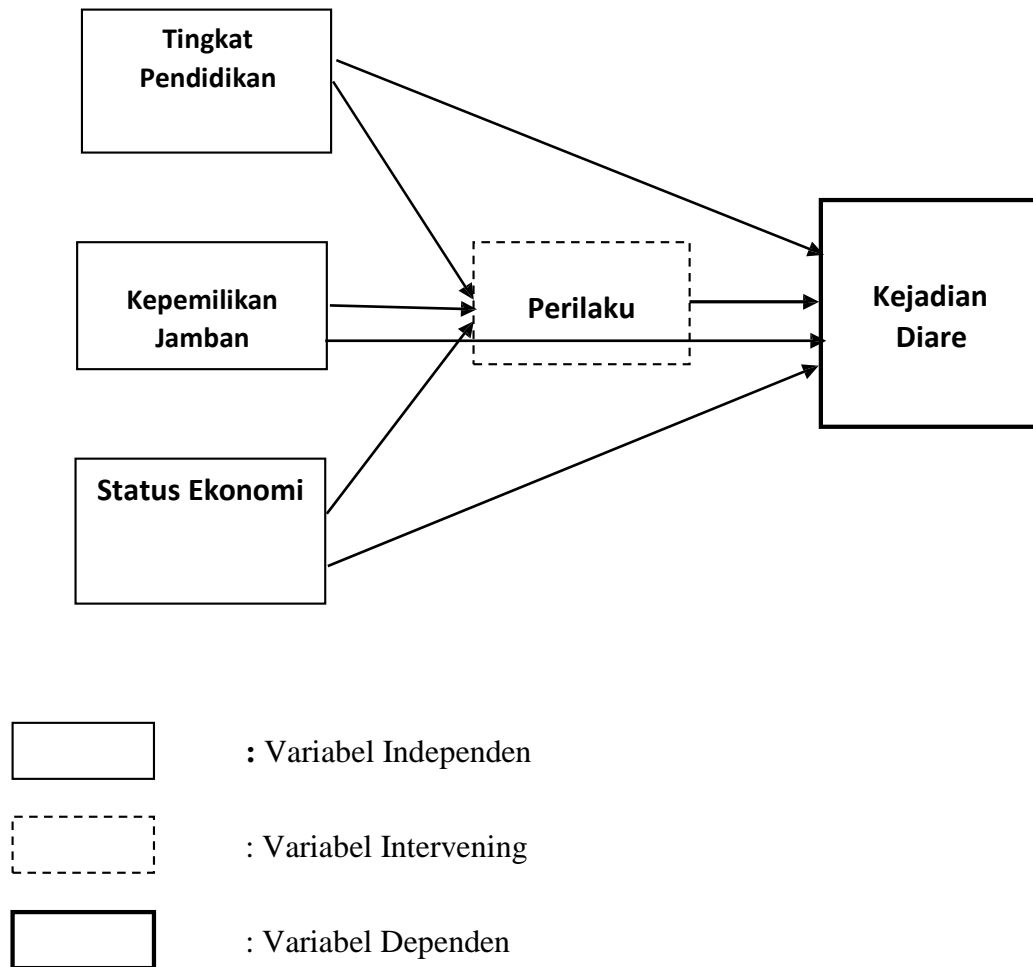 Tingkat
Pendidikan
Kepemilikan
Jamban
Status Ekonomi
Perilaku
Kejadian
Diare
: Variabel Independen
: Variabel Intervening
: Variabel Dependen